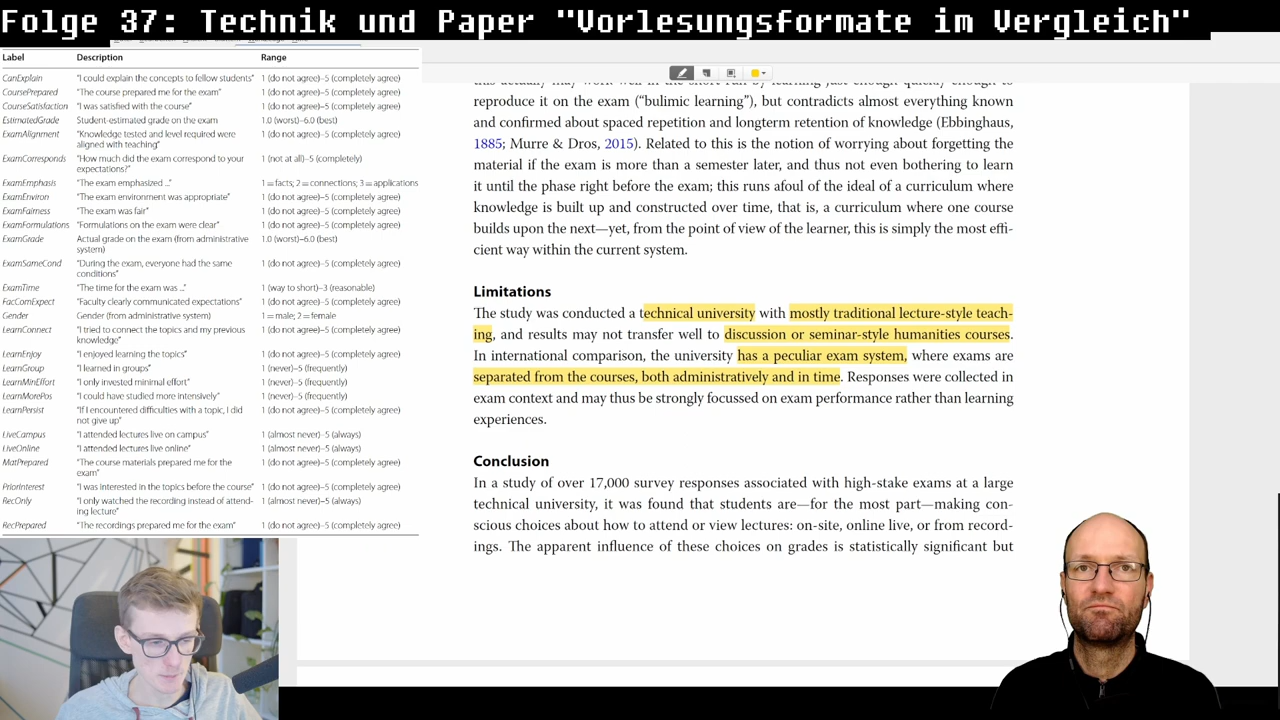 Folge 37: Technik und Paper "Vorlesungsformate im Vergleich"
Label Description Range
CanExplain "I could explain the concepts to fellow students" 1 (do not agree)–5 (completely agree)
CoursePrepared "The course prepared me for the exam" 1 (do not agree)–5 (completely agree)
CourseSatisfaction "I was satisfied with the course" 1 (do not agree)–5 (completely agree)
EstimatedGrade Student-estimated grade on the exam 1.0 (worst)–6.0 (best)
ExamAlignment "Knowledge tested and level required were 1 (do not agree)–5 (completely agree)
aligned with teaching"
ExamCorresponds "How much did the exam correspond to your 1 (not at all)–5 (completely)
expectations?"
ExamEmphasis "The exam emphasized ..." 1 = facts; 2 = connections; 3 = applications
ExamEnviron "The exam environment was appropriate" 1 (do not agree)–5 (completely agree)
ExamFairness "The exam was fair" 1 (do not agree)–5 (completely agree)
ExamFormulations "Formulations on the exam were clear" 1 (do not agree)–5 (completely agree)
ExamGrade Actual grade on the exam (from administrative 1.0 (worst)–6.0 (best)
system)
ExamSameCond "During the exam, everyone had the same 1 (do not agree)–5 (completely agree)
conditions"
ExamTime "The time for the exam was ..." 1 (way to short)–3 (reasonable)
FacComExpect "Faculty clearly communicated expectations" 1 (do not agree)–5 (completely agree)
Gender Gender (from administrative system) 1 = male; 2 = female
LearnConnect "I tried to connect the topics and my previous 1 (do not agree)–5 (completely agree)
knowledge"
LearnEnjoy "I enjoyed learning the topics" 1 (do not agree)–5 (completely agree)
LearnGroup "I learned in groups" 1 (never)–5 (frequently)
LearnMinEffort "I only invested minimal effort" 1 (never)–5 (frequently)
LearnMorePos "I could have studied more intensively" 1 (never)–5 (frequently)
LearnPersist "If I encountered difficulties with a topic, I did 1 (do not agree)–5 (completely agree)
not give up"
LiveCampus "I attended lectures live on campus" 1 (almost never)–5 (always)
LiveOnline "I attended lectures live online" 1 (almost never)–5 (always)
MatPrepared "The course materials prepared me for the 1 (do not agree)–5 (completely agree)
exam"
PriorInterest "I was interested in the topics before the course" 1 (do not agree)–5 (completely agree)
RecOnly "I only watched the recording instead of attend- 1 (almost never)–5 (always)
ing lecture"
RecPrepared "The recordings prepared me for the exam" 1 (do not agree)–5 (completely agree)
this actually may work well in the short run by learning just enough quickly enough to
reproduce it on the exam ("bulimic learning"), but contradicts almost everything known
and confirmed about spaced repetition and longterm retention of knowledge (Ebbinghaus,
1885; Murre & Dros, 2015). Related to this is the notion of worrying about forgetting the
material if the exam is more than a semester later, and thus not even bothering to learn
it until the phase right before the exam; this runs afoul of the ideal of a curriculum where
knowledge is built up and constructed over time, that is, a curriculum where one course
builds upon the next—yet, from the point of view of the learner, this is simply the most effi-
cient way within the current system.
Limitations
The study was conducted a technical university with mostly traditional lecture-style teach-
ing, and results may not transfer well to discussion or seminar-style humanities courses.
In international comparison, the university has a peculiar exam system, where exams are
separated from the courses, both administratively and in time. Responses were collected in
exam context and may thus be strongly focussed on exam performance rather than learning
experiences.
Conclusion
In a study of over 17,000 survey responses associated with high-stake exams at a large
technical university, it was found that students are—for the most part—making con-
scious choices about how to attend or view lectures: on-site, online live, or from record-
ings. The apparent influence of these choices on grades is statistically significant but